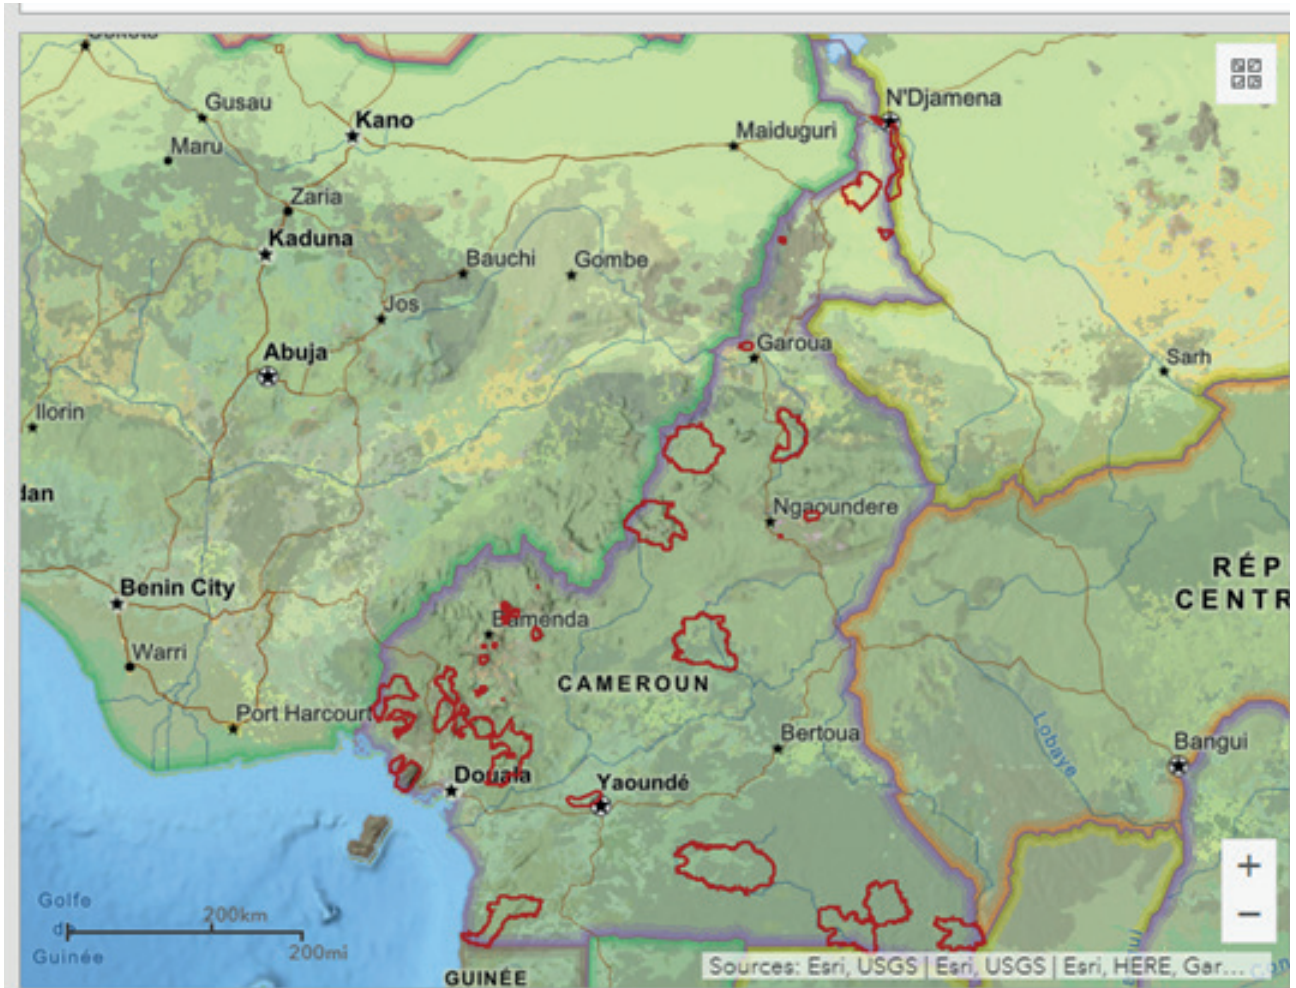 N'Djamena
Gusau
Kano
Maiduguri
Maru
Zaria
Kaduna
Bauchi
Gombe
Jos
Abuja
Garoua
Sarh
Ilorin
dan
Ngaoundere
Benin City
RÉP
CENTR
Bamenda
Warri
CAMEROUN
Port Harcourt
Bertoua
Lobaye
Bangui
Douala
Yaoundé
Golfe
de
Guinée
200km
200mi
GUINÉE
+
−
Sources: Esri, USGS | Esri, USGS | Esri, HERE, Gar...